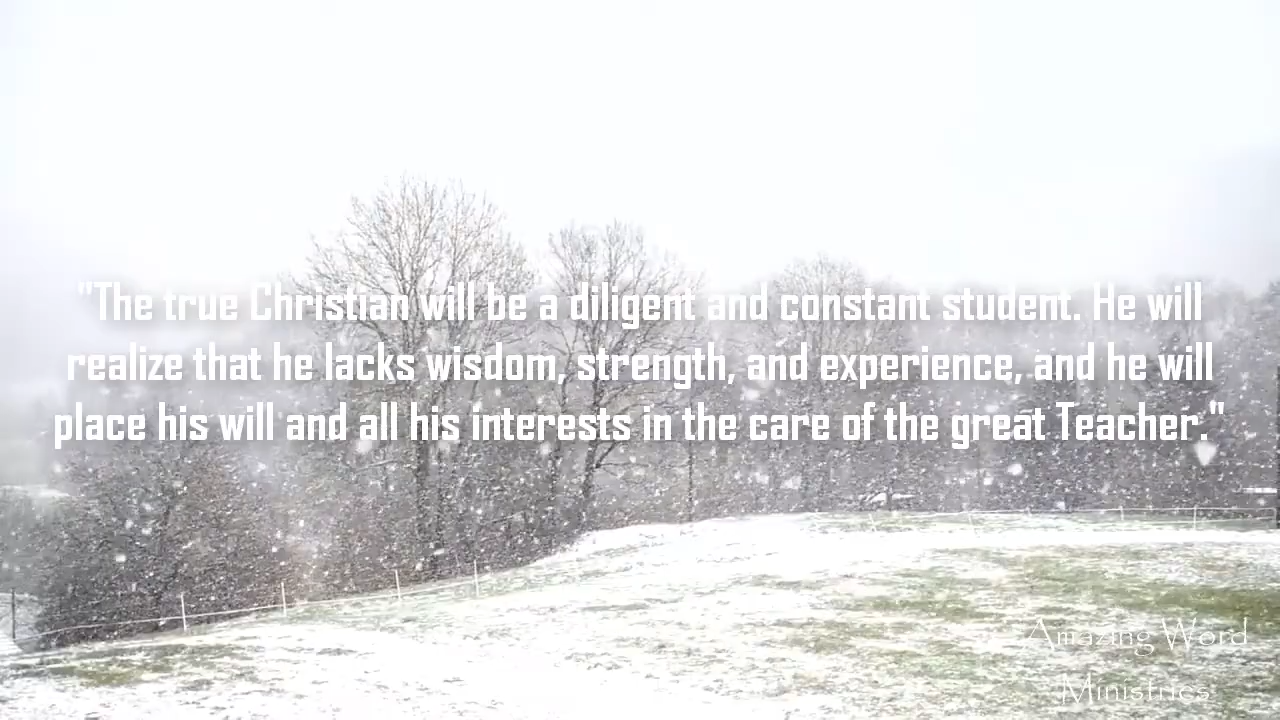 "The true Christian will be a diligent and constant student. He will
realize that he lacks wisdom, strength, and experience, and he will
place his will and all his interests in the care of the great Teacher."
Amazing Word
Ministries